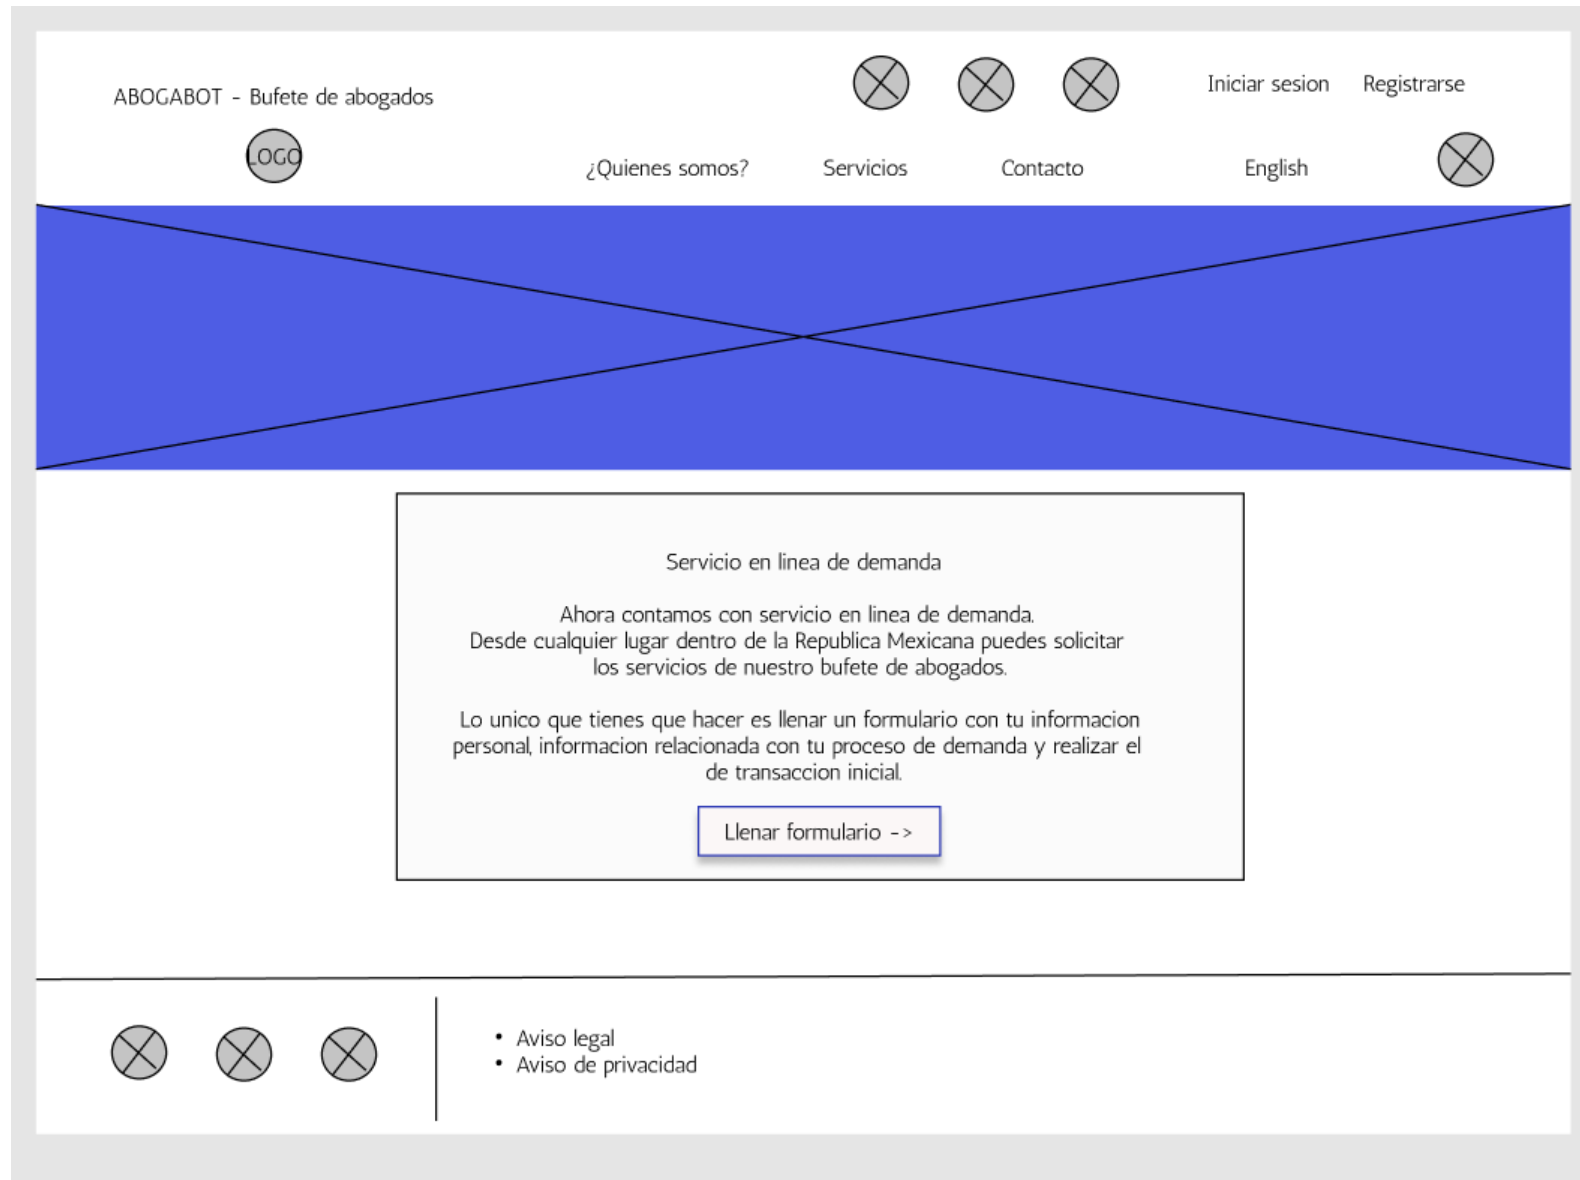 ABOGABOT - Bufete de abogados
Iniciar sesion
Registrarse
LOGO
¿Quienes somos?
Servicios
Contacto
English
Servicio en linea de demanda
Ahora contamos con servicio en linea de demanda.
Desde cualquier lugar dentro de la Republica Mexicana puedes solicitar
los servicios de nuestro bufete de abogados.
Lo unico que tienes que hacer es llenar un formulario con tu informacion
personal, informacion relacionada con tu proceso de demanda y realizar el
de transaccion inicial.
Llenar formulario ->
• Aviso legal
• Aviso de privacidad